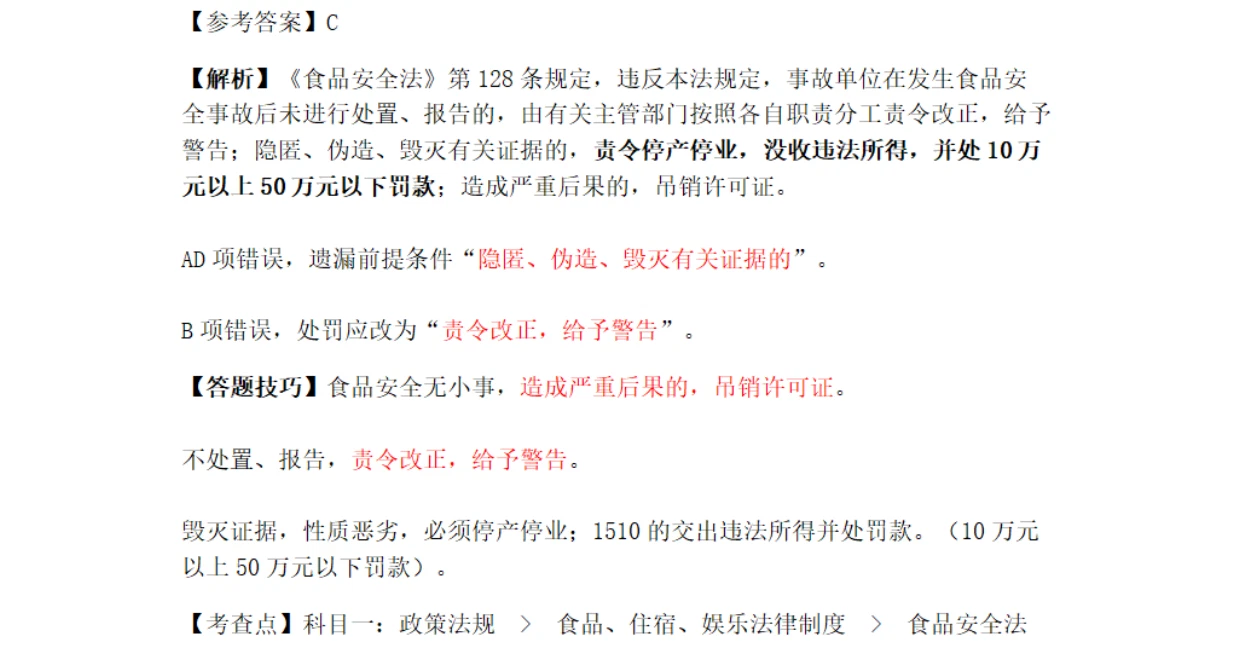 【参考答案】C
【解析】《食品安全法》第 128 条规定，违反本法规定，事故单位在发生食品安
全事故后未进行处置、报告的，由有关主管部门按照各自职责分工责令改正，给予
警告；隐匿、伪造、毁灭有关证据的，责令停产停业，没收违法所得，并处 10 万
元以上 50 万元以下罚款；造成严重后果的，吊销许可证。
AD 项错误，遗漏前提条件“隐匿、伪造、毁灭有关证据的”。
B 项错误，处罚应改为“责令改正，给予警告”。
【答题技巧】食品安全无小事，造成严重后果的，吊销许可证。
不处置、报告，责令改正，给予警告。
毁灭证据，性质恶劣，必须停产停业；1510 的交出违法所得并处罚款。（10 万元
以上 50 万元以下罚款）。
【考查点】科目一：政策法规 > 食品、住宿、娱乐法律制度 > 食品安全法